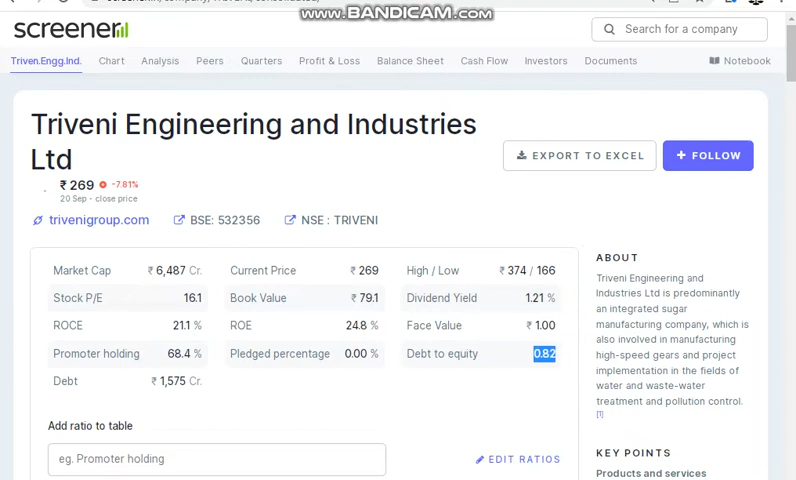 www.BANDICAM.com
screener
Search for a company
Triven.Engg.Ind. Chart Analysis Peers Quarters Profit & Loss Balance Sheet Cash Flow Investors Documents Notebook
Triveni Engineering and Industries
Ltd
EXPORT TO EXCEL
+ FOLLOW
₹ 269 -7.81%
20 Sep - close price
trivenigroup.com BSE: 532356 NSE : TRIVENI
Market Cap ₹ 6,487 Cr. Current Price ₹ 269 High / Low ₹ 374 / 166
Stock P/E 16.1 Book Value ₹ 79.1 Dividend Yield 1.21 %
ROCE 21.1 % ROE 24.8 % Face Value ₹ 1.00
Promoter holding 68.4 % Pledged percentage 0.00 % Debt to equity 0.82
Debt ₹ 1,575 Cr.
Add ratio to table
eg. Promoter holding
EDIT RATIOS
ABOUT
Triveni Engineering and
Industries Ltd is predominantly
an integrated sugar
manufacturing company, which is
also involved in manufacturing
high-speed gears and project
implementation in the fields of
water and waste-water
treatment and pollution control.
[1]
KEY POINTS
Products and services